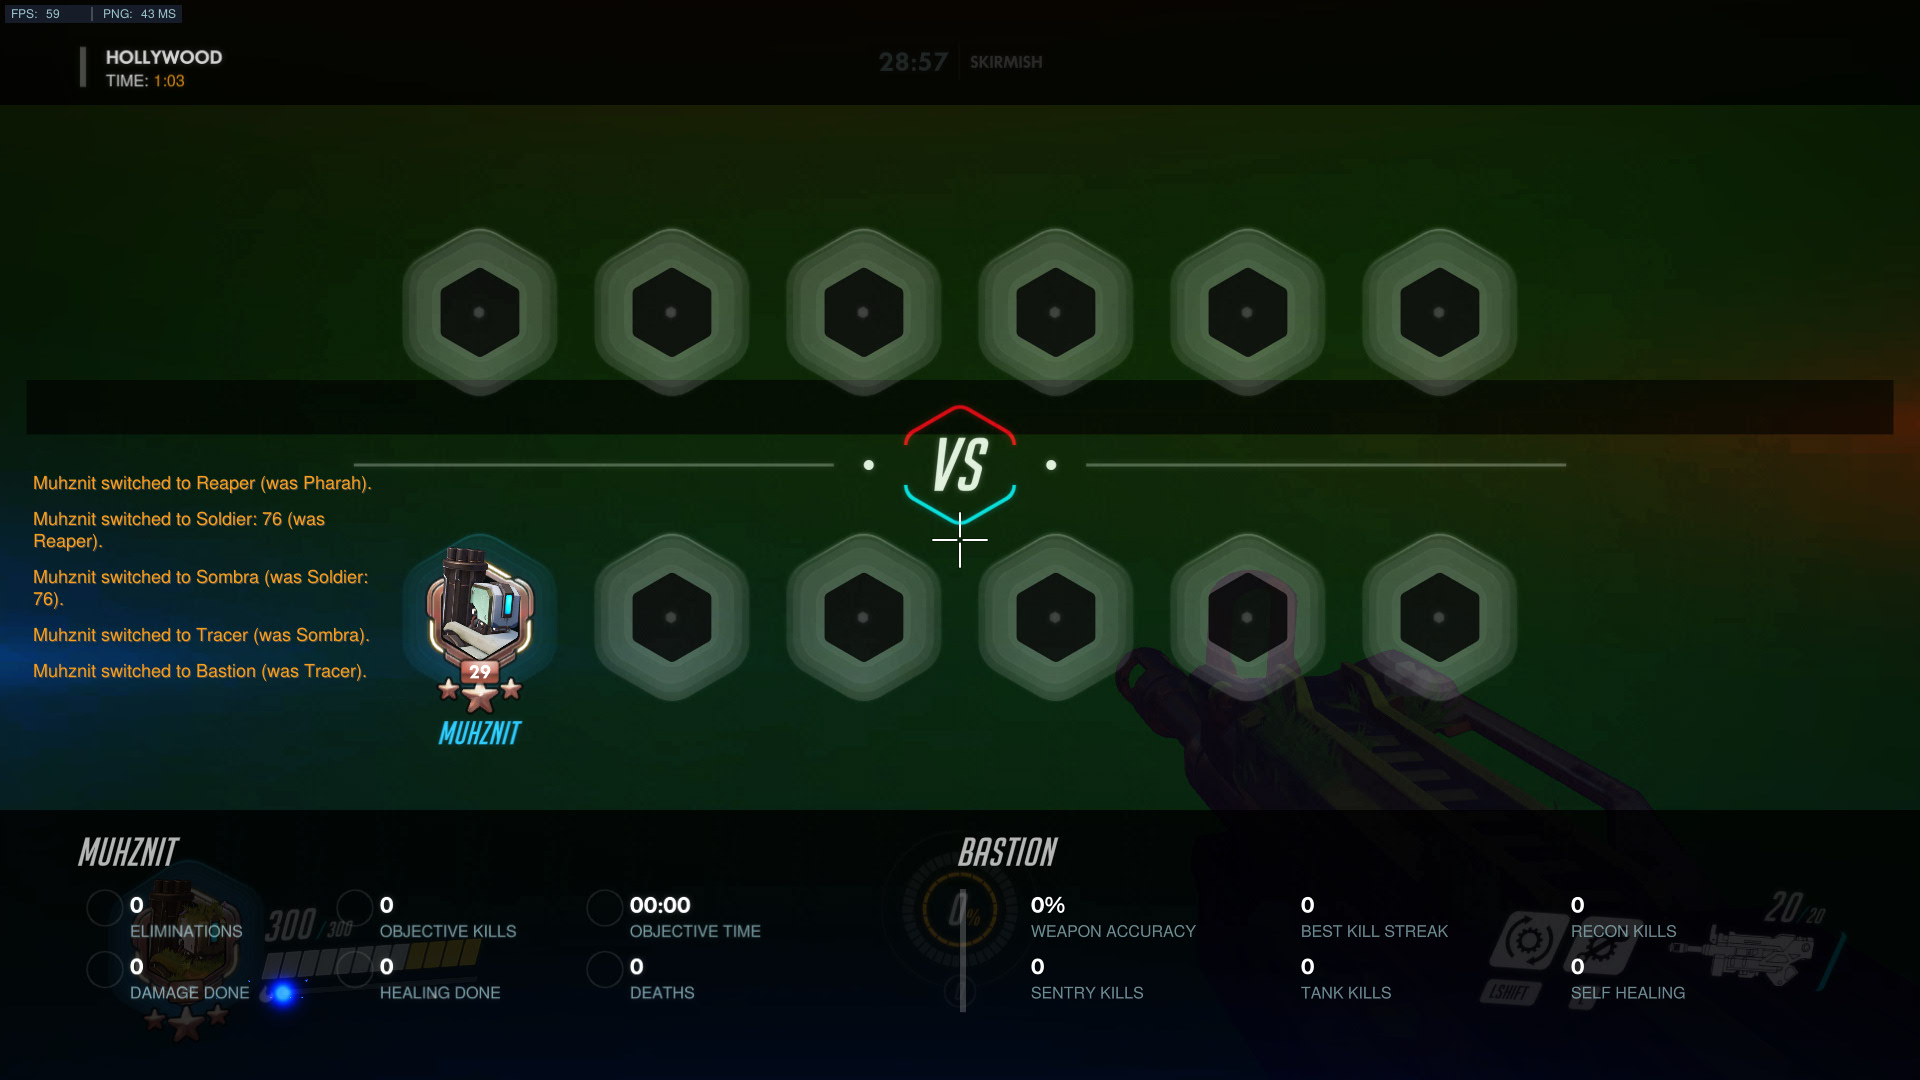 FPS: 59 | PNG: 43 MS
HOLLYWOOD
TIME: 1:03
28:57 | SKIRMISH
VS
Muhznit switched to Reaper (was Pharah).
Muhznit switched to Soldier: 76 (was
Reaper).
Muhznit switched to Sombra (was Soldier:
76).
Muhznit switched to Tracer (was Sombra).
Muhznit switched to Bastion (was Tracer).
29
MUHZNIT
MUHZNIT
BASTION
0
ELIMINATIONS
300/300
0
OBJECTIVE KILLS
00:00
OBJECTIVE TIME
0%
0%
WEAPON ACCURACY
0
BEST KILL STREAK
0
RECON KILLS
20/20
0
DAMAGE DONE
0
HEALING DONE
0
DEATHS
0
SENTRY KILLS
0
TANK KILLS
0
SELF HEALING
LSHIFT